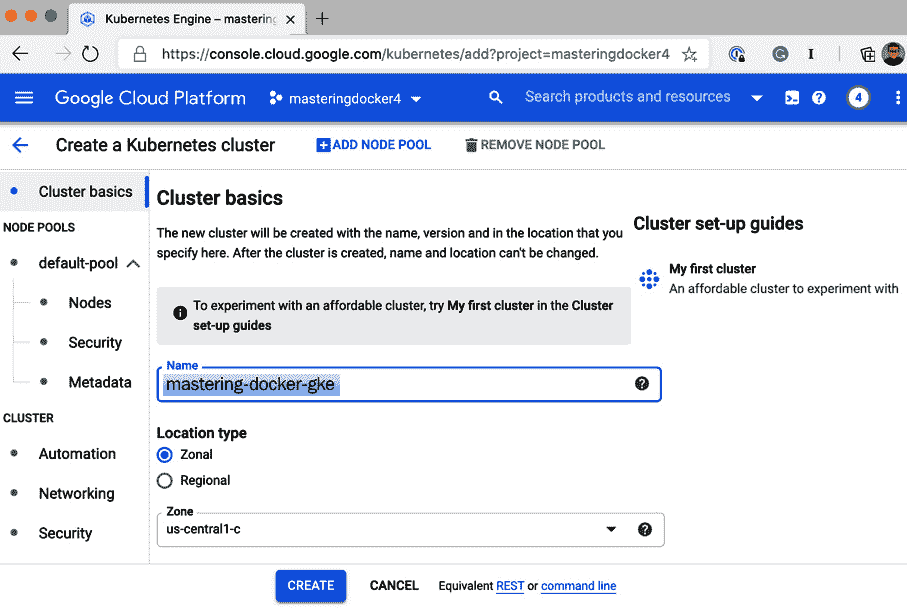 Kubernetes Engine – mastering
https://console.cloud.google.com/kubernetes/add?project=masteringdocker4
Google Cloud Platform
masteringdocker4
Search products and resources
4
Create a Kubernetes cluster
ADD NODE POOL
REMOVE NODE POOL
Cluster basics
NODE POOLS
default-pool
Nodes
Security
Metadata
CLUSTER
Automation
Networking
Security
Cluster basics
The new cluster will be created with the name, version and in the location that you
specify here. After the cluster is created, name and location can't be changed.
To experiment with an affordable cluster, try My first cluster in the Cluster
set-up guides
Name
mastering-docker-gke
Location type
Zonal
Regional
Zone
us-central1-c
Cluster set-up guides
My first cluster
An affordable cluster to experiment with
CREATE
CANCEL
Equivalent REST or command line